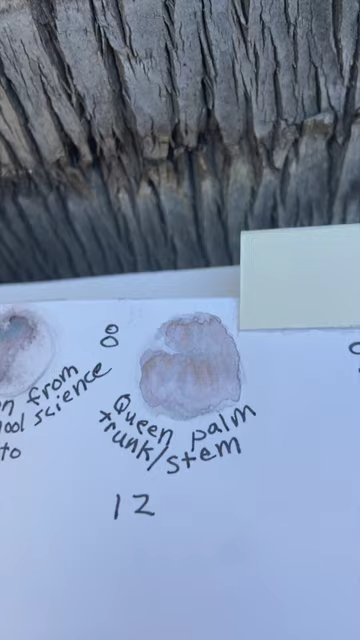 8
n from
ool science
to
Queen palm
trunk/stem
12